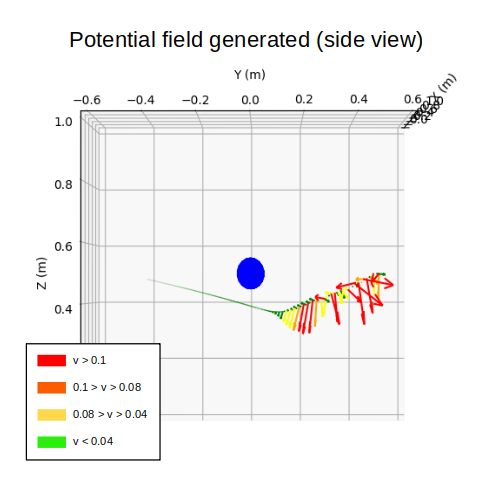 Potential field generated (side view)
Y (m)
−0.6 −0.4 −0.2 0.0 0.2 0.4 0.6
1.0
0.8
0.6
0.4
Z (m)
v > 0.1
0.1 > v > 0.08
0.08 > v > 0.04
v < 0.04